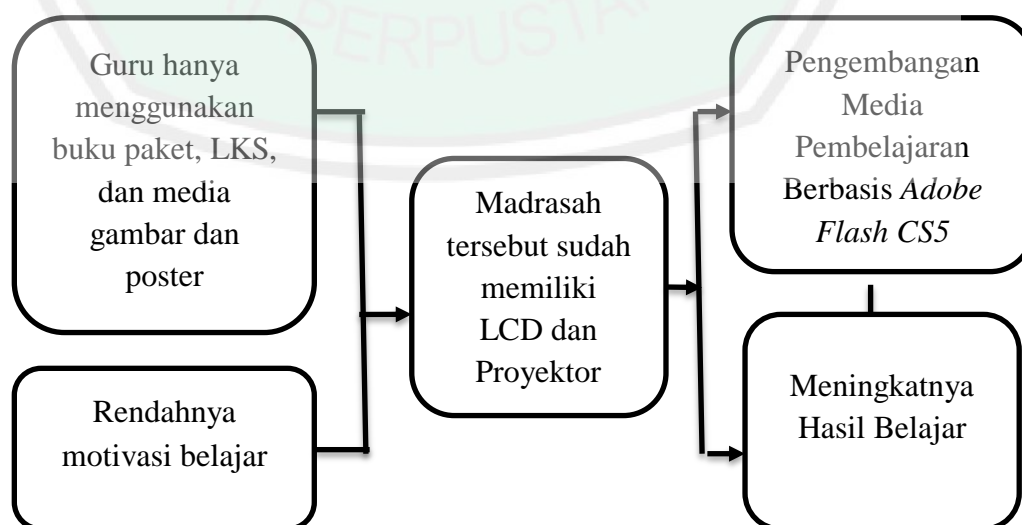 PERPUSTA
Guru hanya
menggunakan
buku paket, LKS,
dan media
gambar dan
poster
Rendahnya
motivasi belajar
Madrasah
tersebut sudah
memiliki
LCD dan
Proyektor
Pengembangan
Media
Pembelajaran
Berbasis Adobe
Flash CS5
Meningkatnya
Hasil Belajar